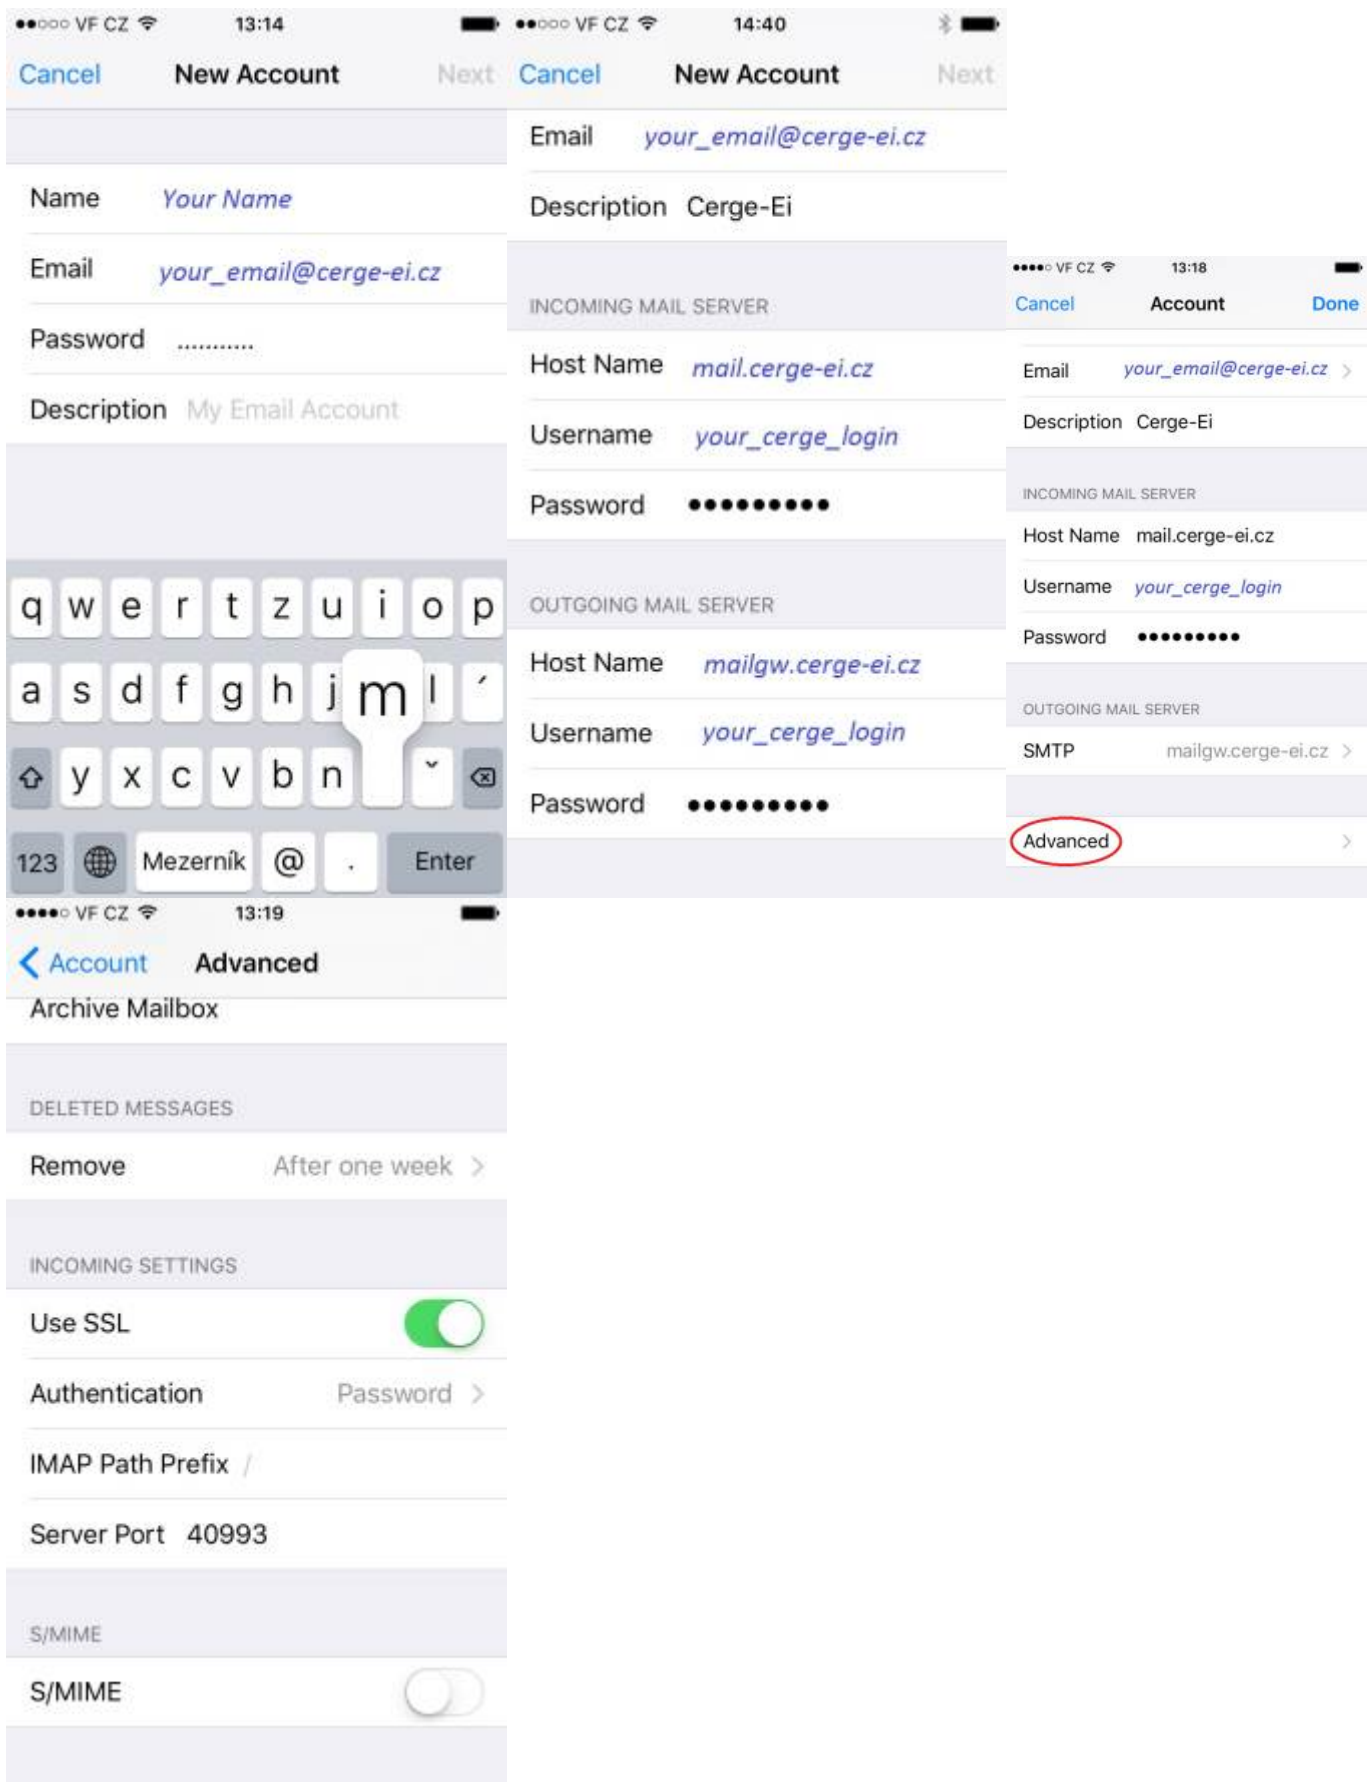 VF CZ 13:14
Cancel New Account Next
Name Your Name
Email your_email@cerge-ei.cz
Password ...........
Description My Email Account
q w e r t z u i o p
a s d f g h j m l ´
y x c v b n ˇ
123 Mezerník @ . Enter
VF CZ 14:40
Cancel New Account Next
Email your_email@cerge-ei.cz
Description Cerge-Ei
INCOMING MAIL SERVER
Host Name mail.cerge-ei.cz
Username your_cerge_login
Password ●●●●●●●●●
OUTGOING MAIL SERVER
Host Name mailgw.cerge-ei.cz
Username your_cerge_login
Password ●●●●●●●●●
VF CZ 13:18
Cancel Account Done
Email your_email@cerge-ei.cz >
Description Cerge-Ei
INCOMING MAIL SERVER
Host Name mail.cerge-ei.cz
Username your_cerge_login
Password ●●●●●●●●●
OUTGOING MAIL SERVER
SMTP mailgw.cerge-ei.cz >
Advanced >
VF CZ 13:19
Account Advanced
Archive Mailbox
DELETED MESSAGES
Remove After one week >
INCOMING SETTINGS
Use SSL
Authentication Password >
IMAP Path Prefix /
Server Port 40993
S/MIME
S/MIME